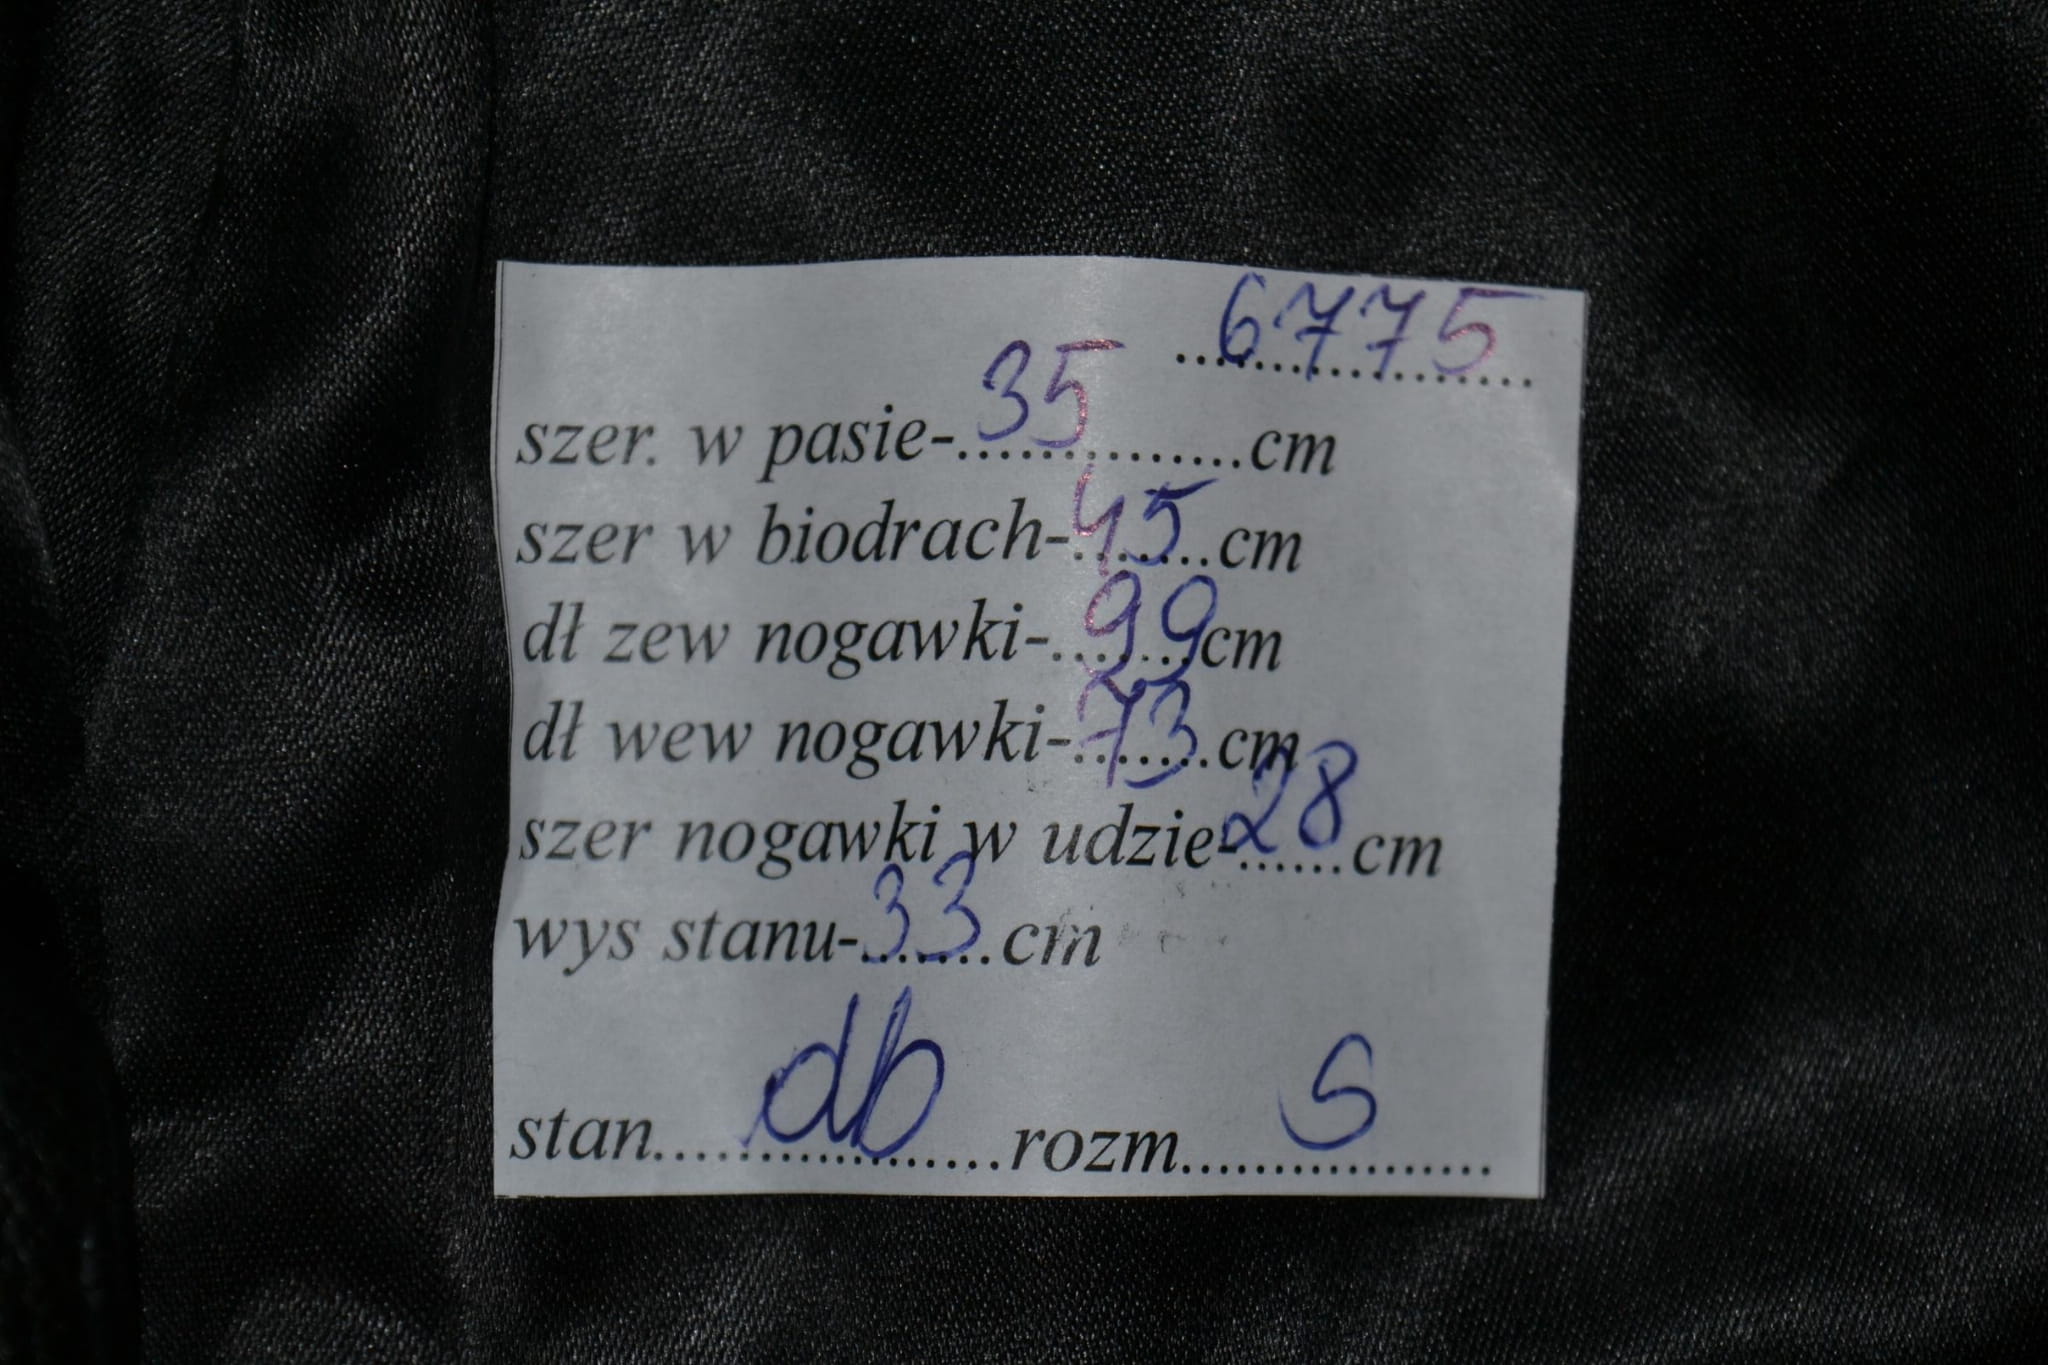 6775
szer. w pasie-35..............cm
szer w biodrach-45.......cm
dł zew nogawki-99.......cm
dł wew nogawki-73.......cm
szer nogawki w udzie-28......cm
wys stanu-33.......cm
stan......db............rozm......S..........